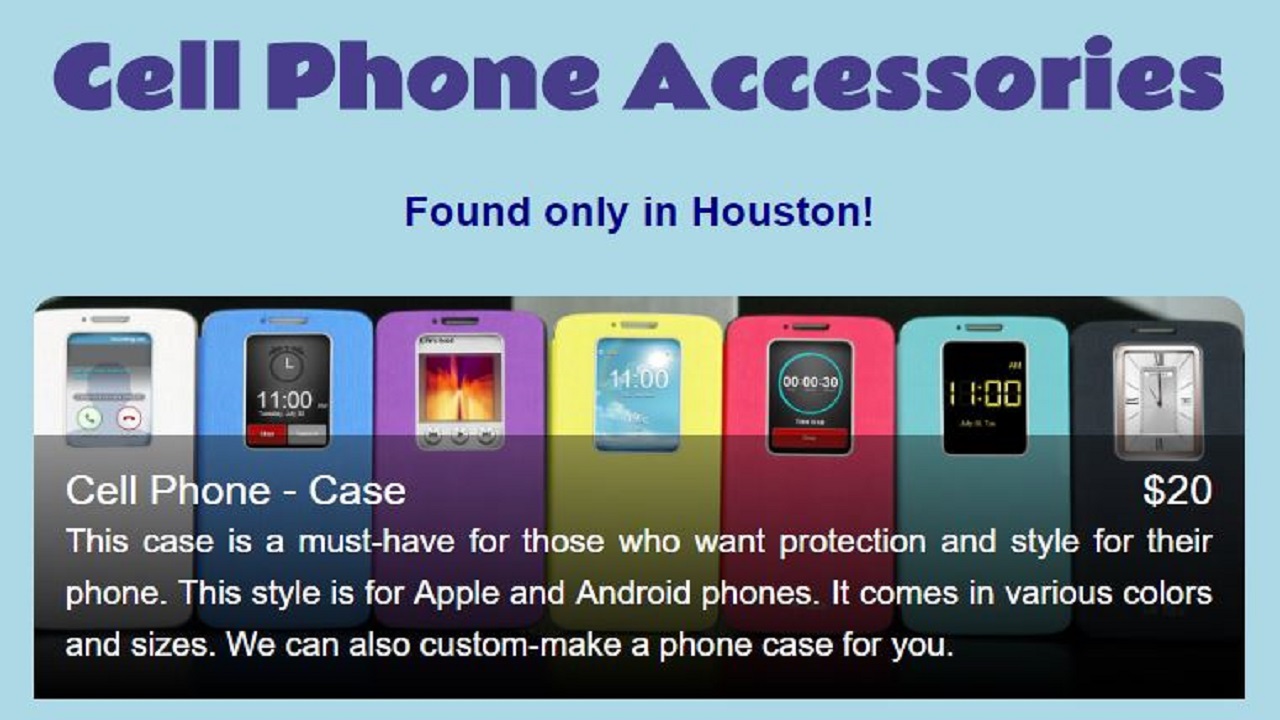 Cell Phone Accessories
Found only in Houston!
11:00
11:00
00:00:30
AM
11:00
Cell Phone - Case
$20
This case is a must-have for those who want protection and style for their
phone. This style is for Apple and Android phones. It comes in various colors
and sizes. We can also custom-make a phone case for you.